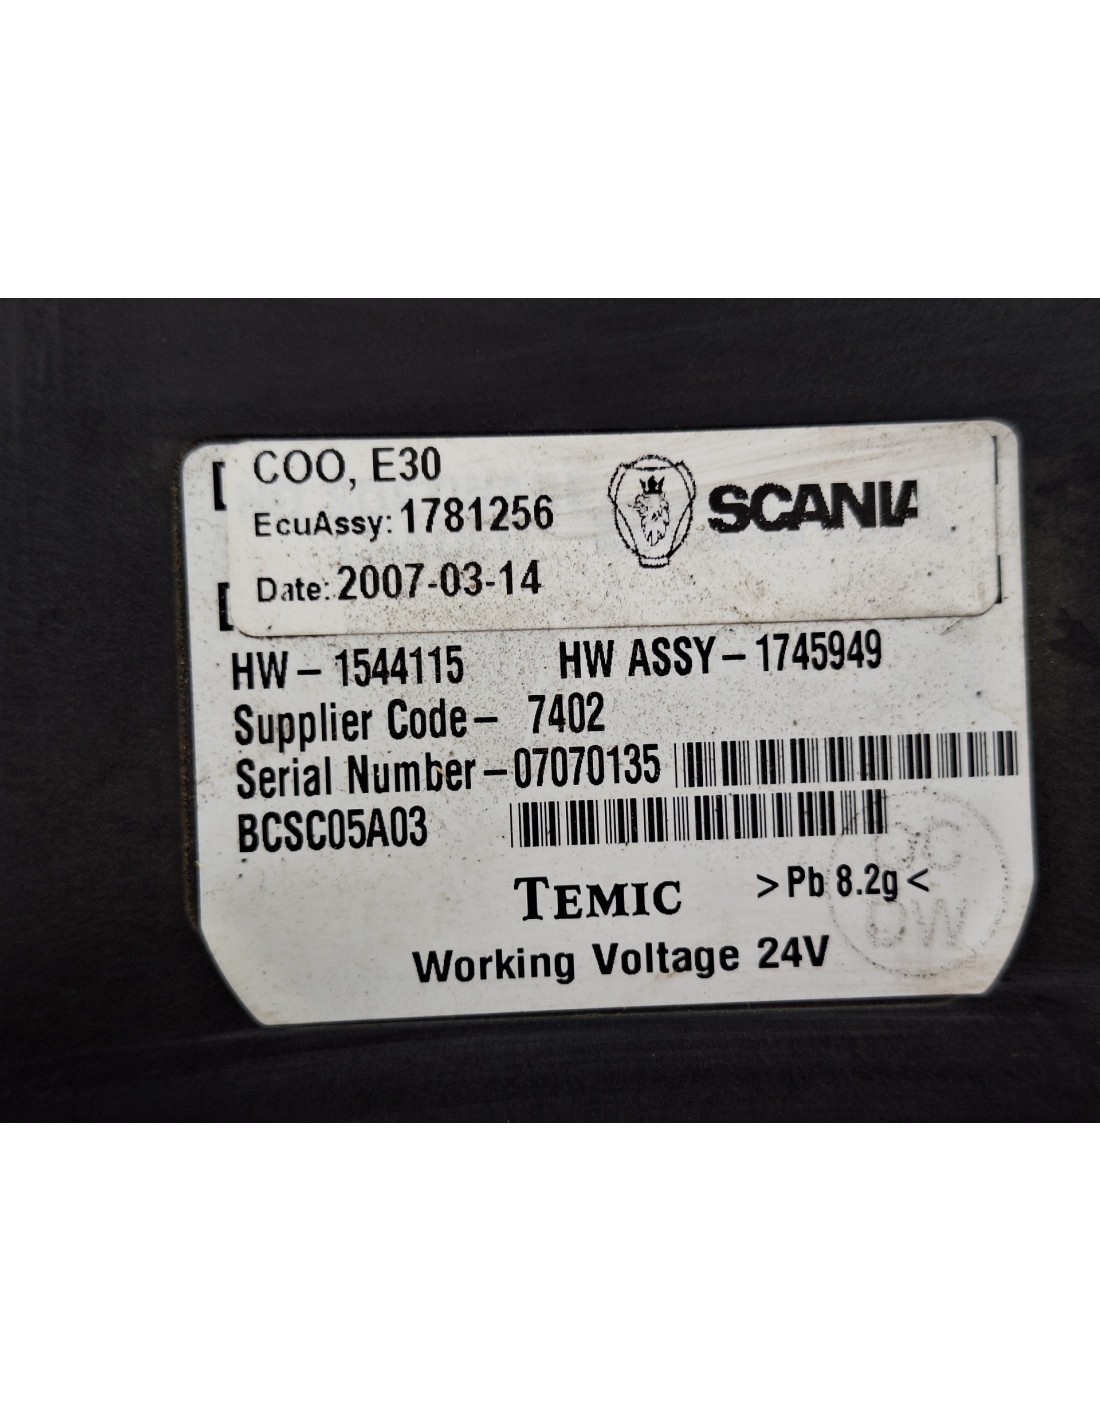 COO, E30
EcuAssy: 1781256
SCANIA
Date: 2007-03-14
HW - 1544115 HW ASSY - 1745949
Supplier Code - 7402
Serial Number - 07070135
BCSC05A03
TEMIC >Pb 8.2g<
Working Voltage 24V